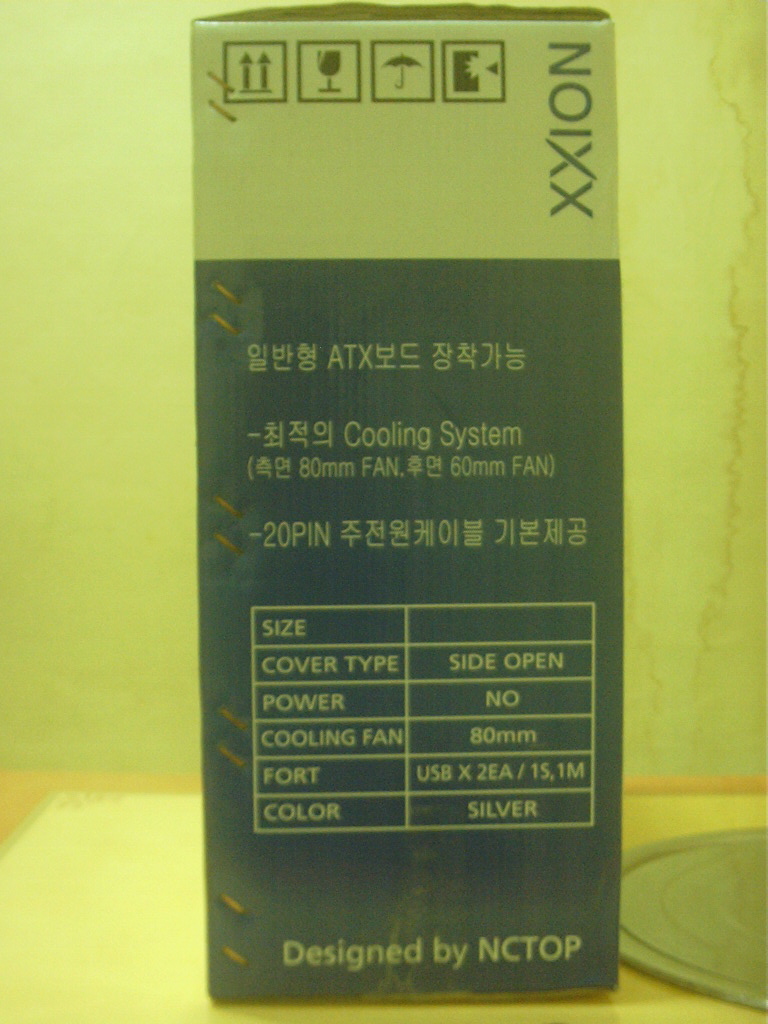 XXION
일반형 ATX보드 장착가능
-최적의 Cooling System
(측면 80mm FAN.후면 60mm FAN)
-20PIN 주전원케이블 기본제공
SIZE
COVER TYPE SIDE OPEN
POWER NO
COOLING FAN 80mm
FORT USB X 2EA / 1S,1M
COLOR SILVER
Designed by NCTOP